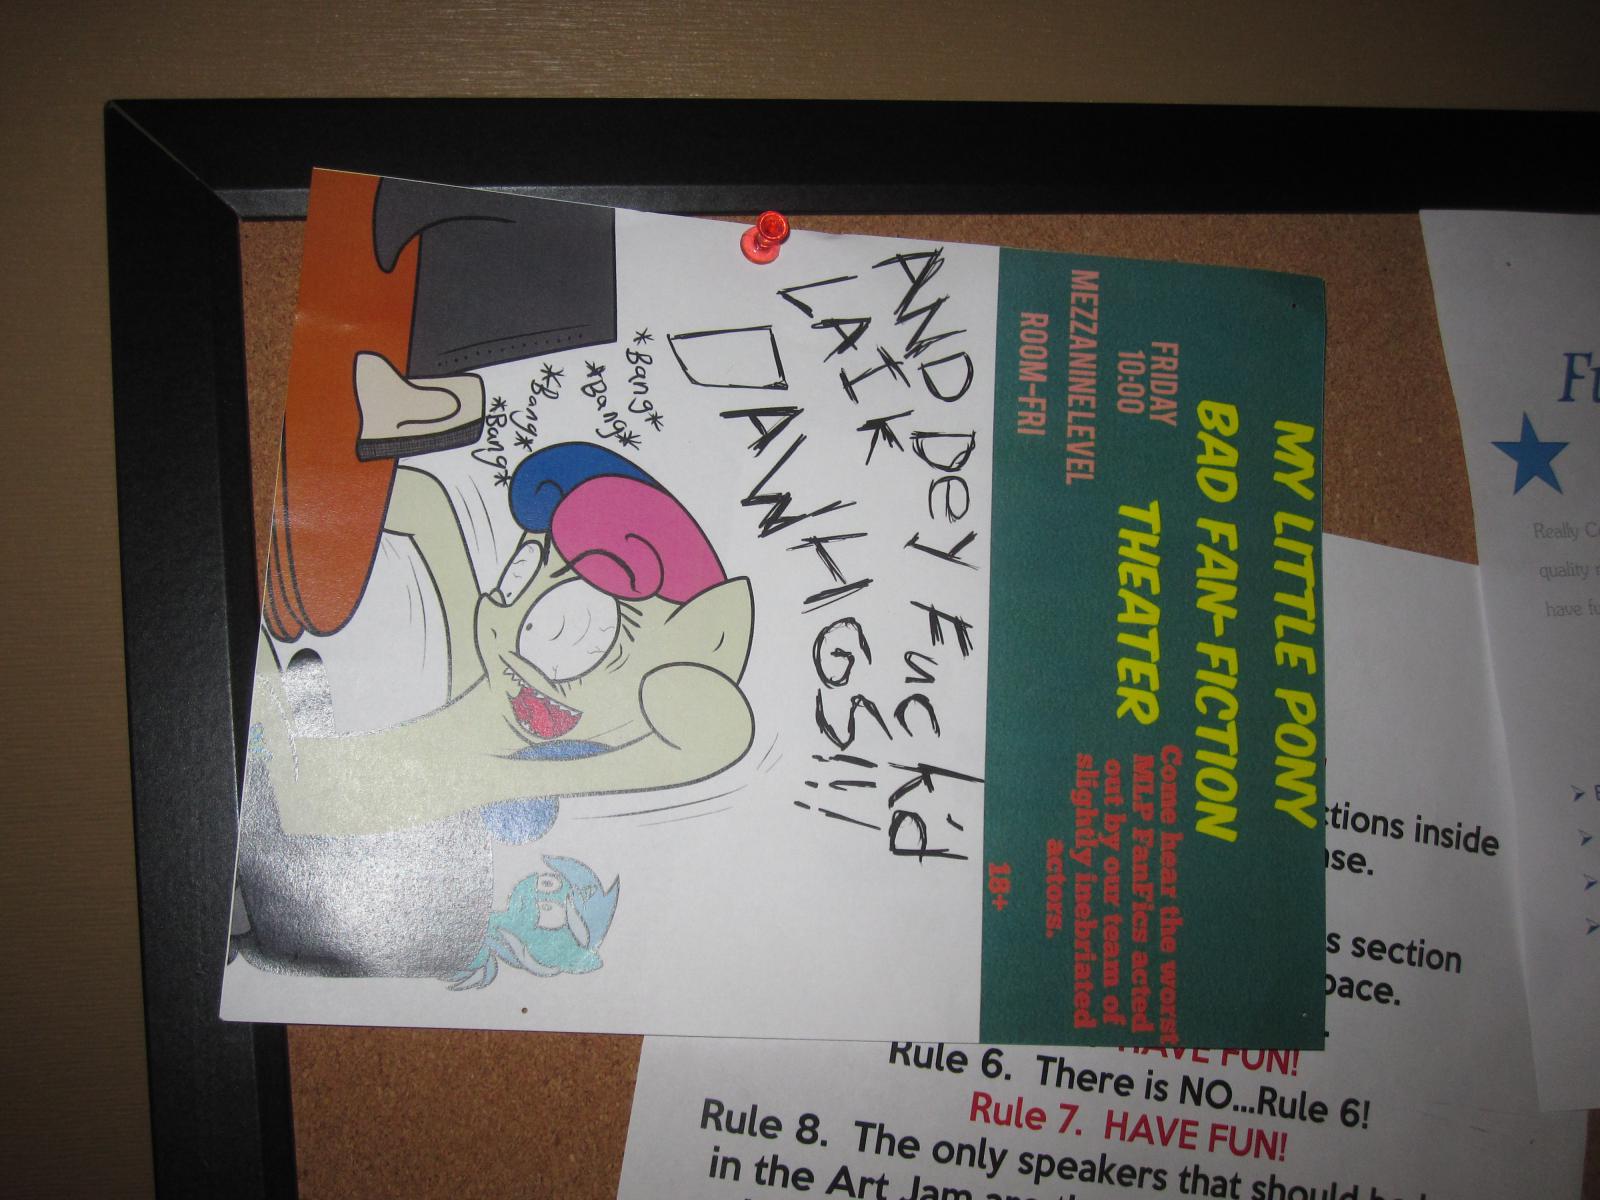 MY LITTLE PONY
BAD FAN-FICTION
THEATER
FRIDAY
10:00
MEZZANINE LEVEL
ROOM-FRI
Come hear the worst
MLP FanFics acted
out by our team of
slightly inebriated
actors.
18+
AND DEY FUCK'D
LAIK
DAWHGS!!!
*Bang*
*Bang*
*Bang*
*Bang*
Really
quality
have
ctions inside
s section
HAVE FUN!
Rule 6. There is NO...Rule 6!
Rule 7. HAVE FUN!
Rule 8. The only speakers that should
in the Art Jam are